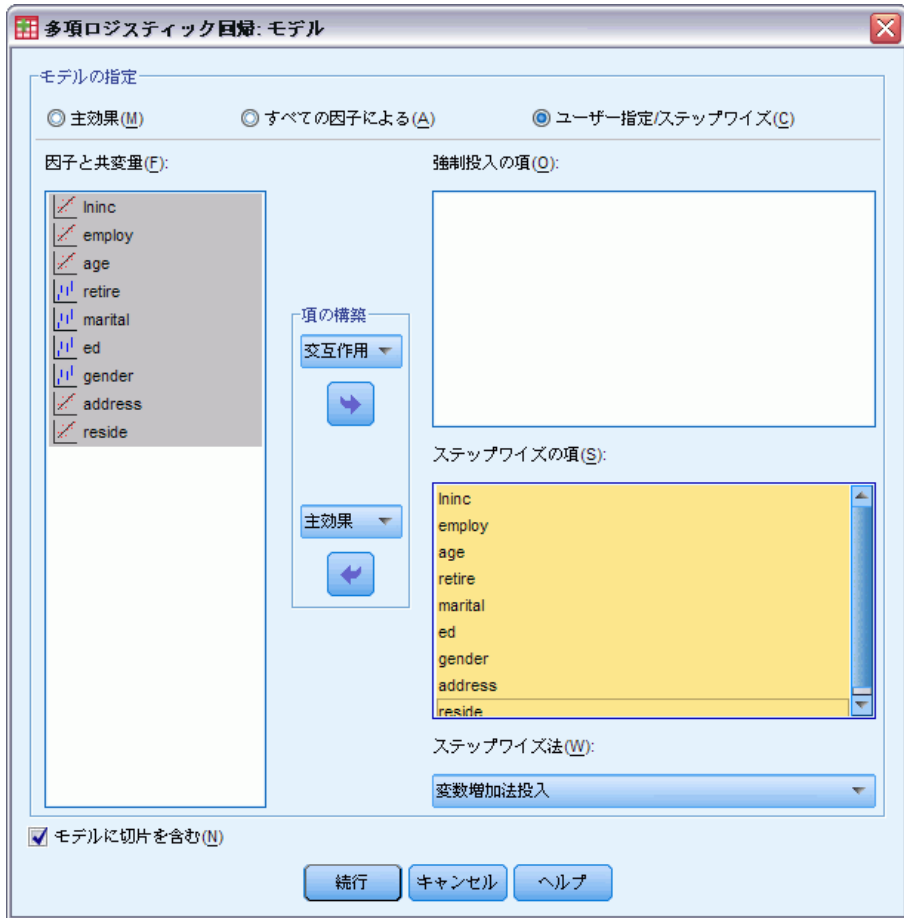 多項ロジスティック回帰: モデル
モデルの指定
主効果(M)
すべての因子による(A)
ユーザー指定/ステップワイズ(C)
因子と共変量(F):
lninc
employ
age
retire
marital
ed
gender
address
reside
項の構築
交互作用
主効果
強制投入の項(O):
ステップワイズの項(S):
lninc
employ
age
retire
marital
ed
gender
address
reside
ステップワイズ法(W):
変数増加法投入
モデルに切片を含む(N)
続行
キャンセル
ヘルプ